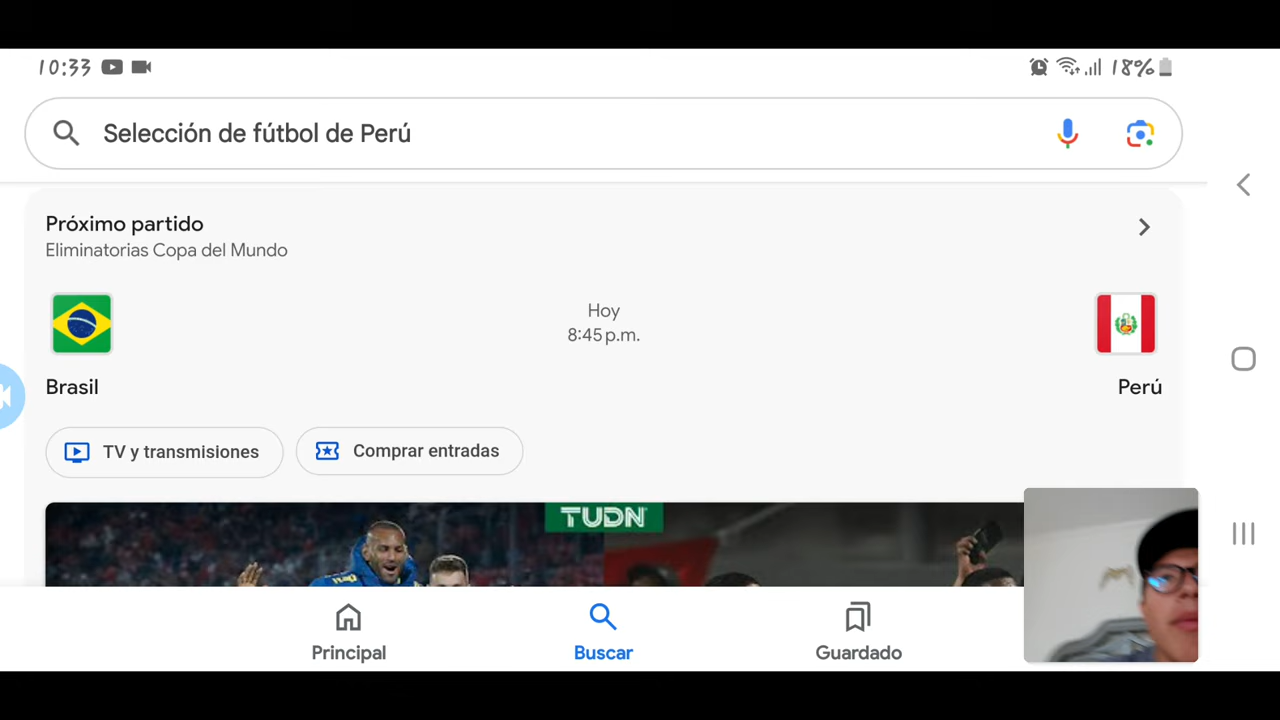 10:33
18%
Selección de fútbol de Perú
Próximo partido
Eliminatorias Copa del Mundo
Hoy
8:45 p.m.
Brasil
Perú
TV y transmisiones
Comprar entradas
TUDN
Principal
Buscar
Guardado